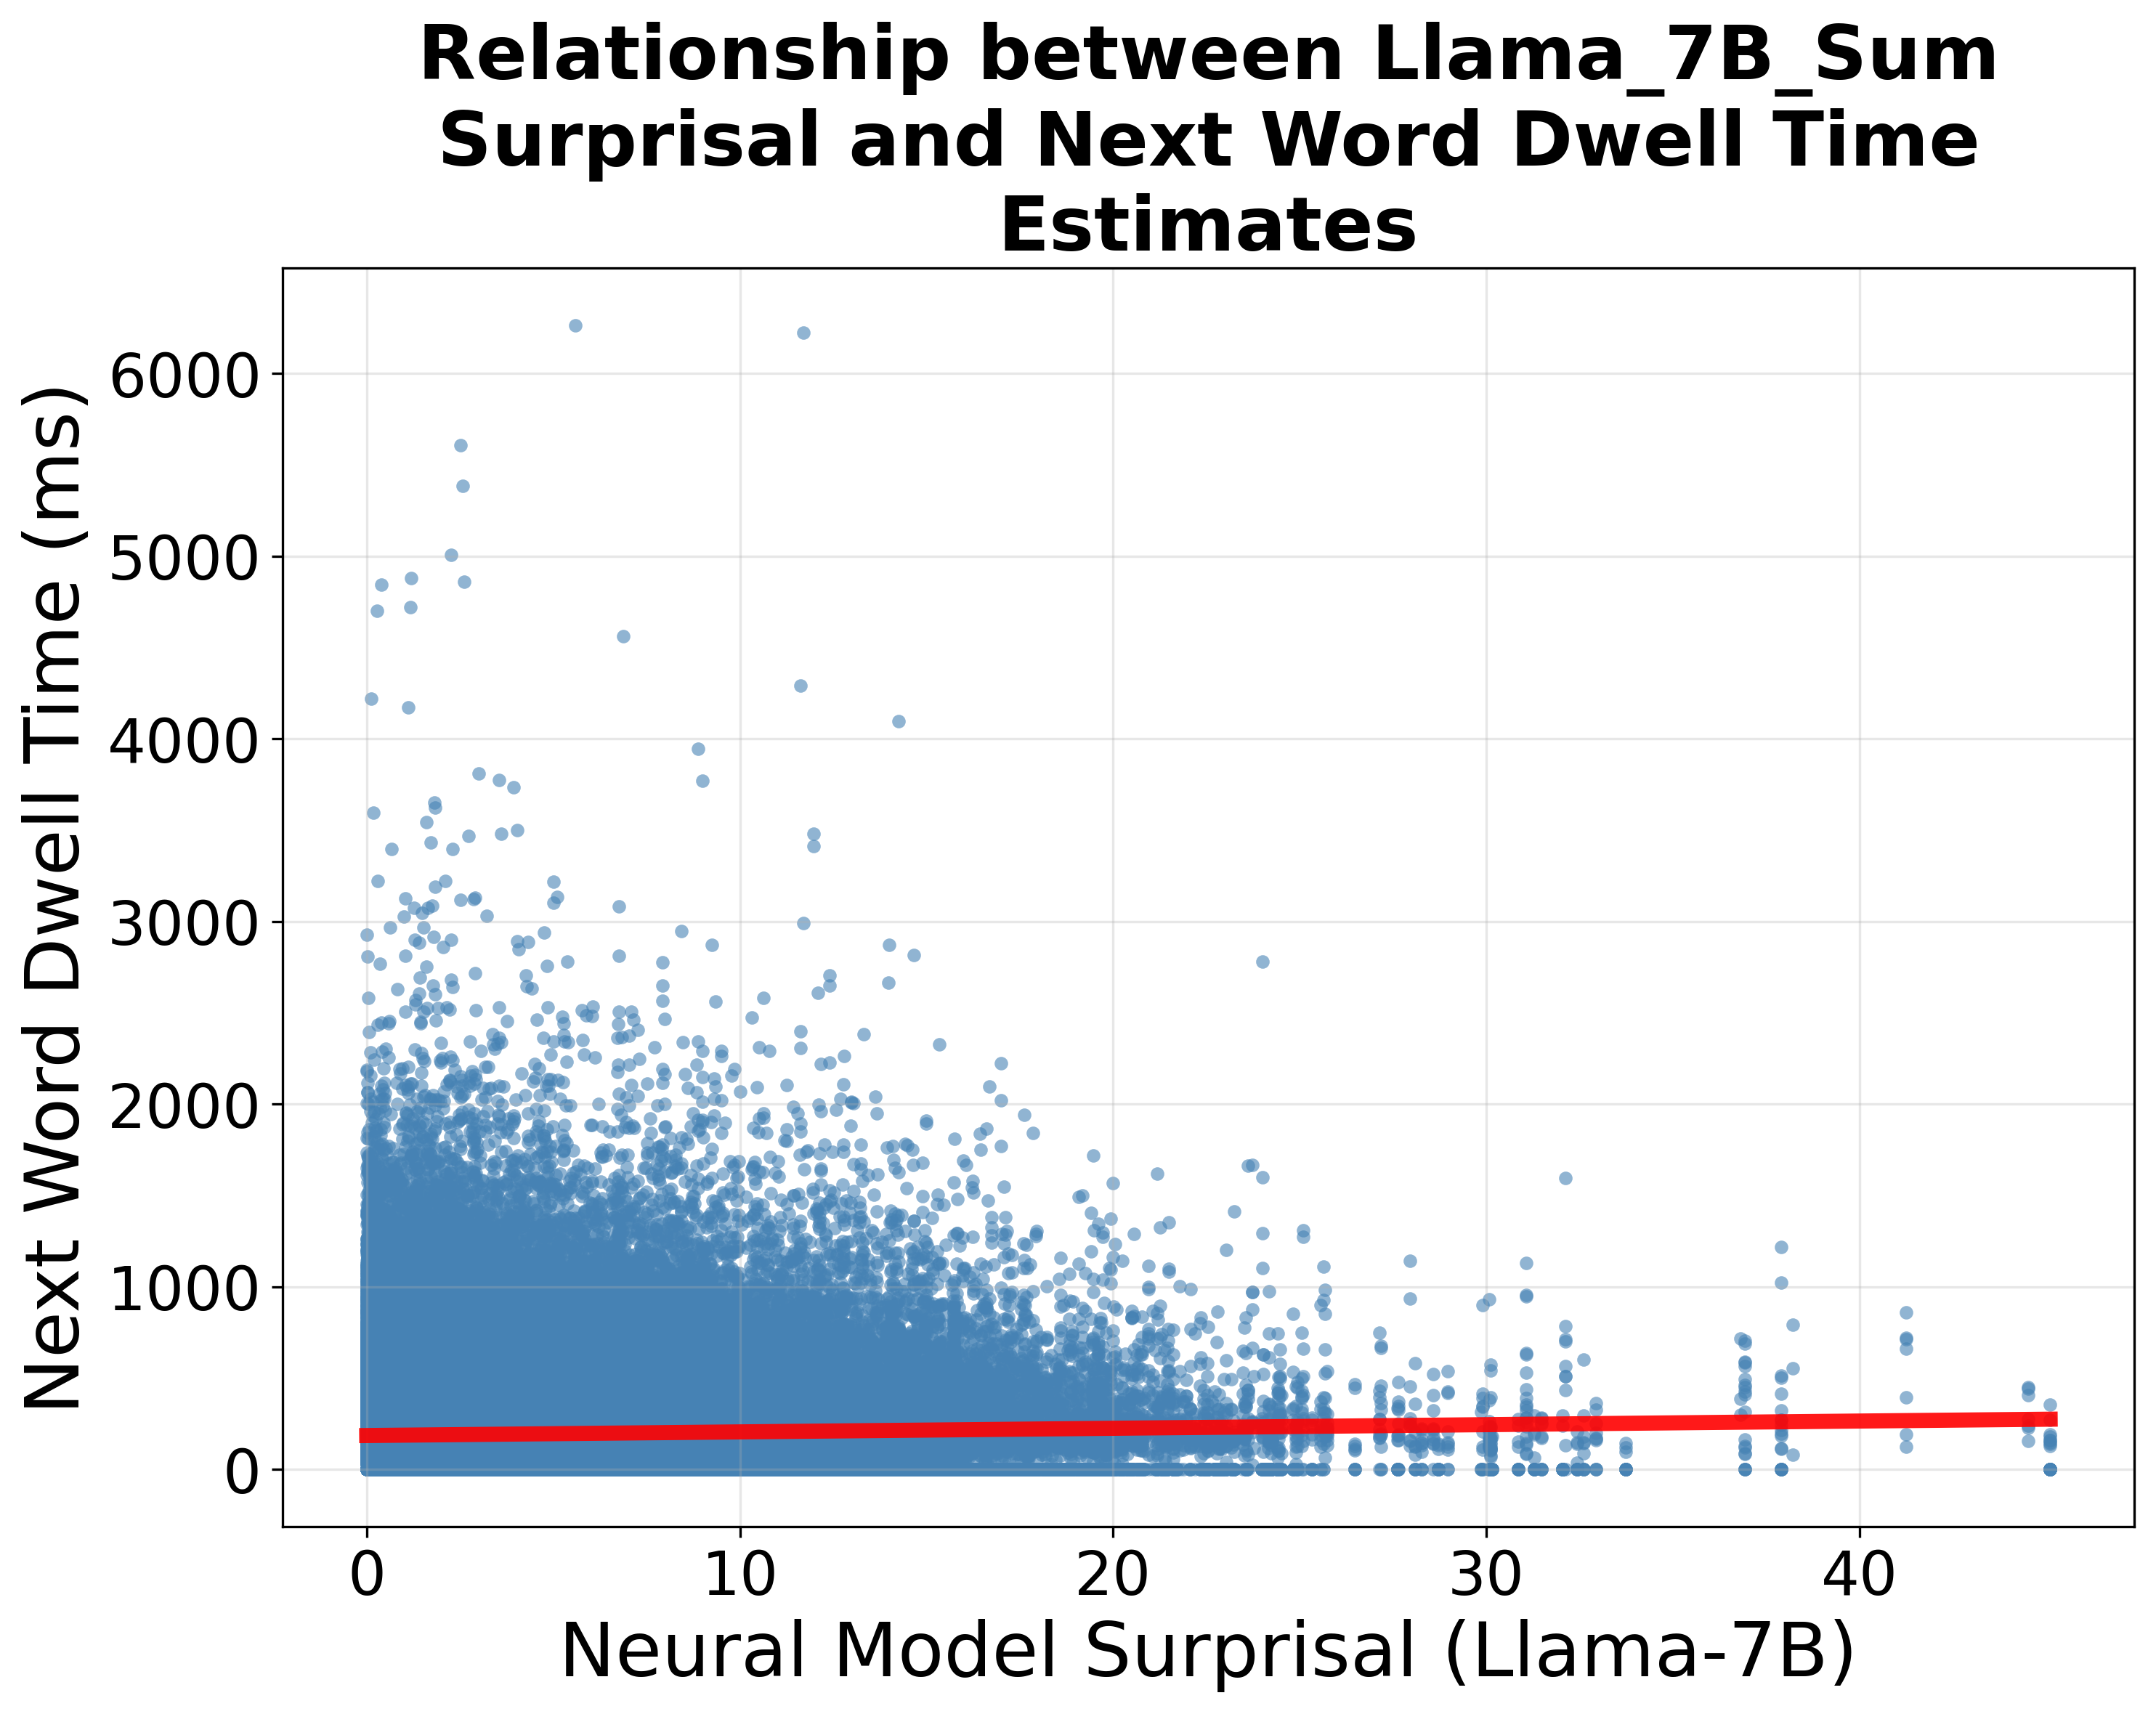 Relationship between Llama_7B_Sum
Surprisal and Next Word Dwell Time
Estimates
Next Word Dwell Time (ms)
6000
5000
4000
3000
2000
1000
0
0
10
20
30
40
Neural Model Surprisal (Llama-7B)